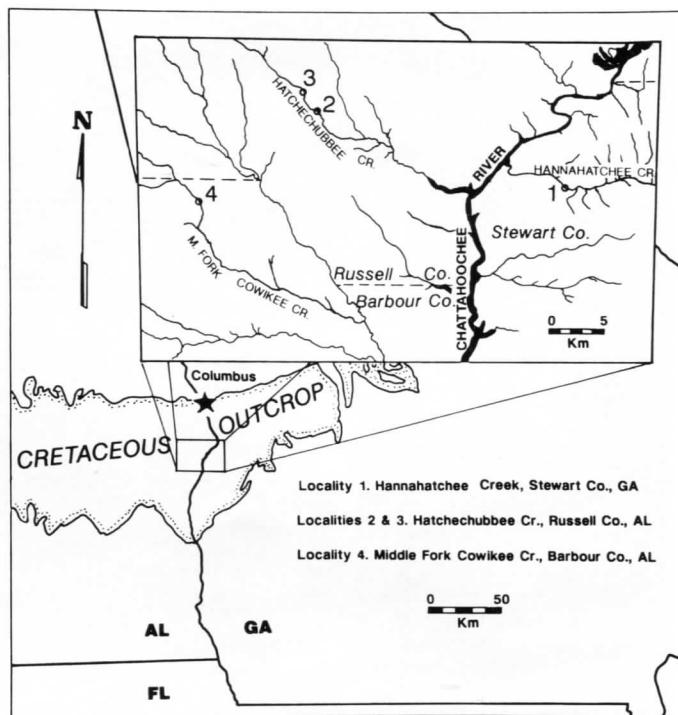 N
3
2
HATCHECHUBBEE CR.
4
M. FORK COWIKEE CR.
RIVER
CHATTAHOOCHEE
HANNAHATCHEE CR.
1
Stewart Co.
Russell Co.
Barbour Co.
0 5
Km
Columbus
CRETACEOUS OUTCROP
Locality 1. Hannahatchee Creek, Stewart Co., GA
Localities 2 & 3. Hatchechubbee Cr., Russell Co., AL
Locality 4. Middle Fork Cowikee Cr., Barbour Co., AL
0 50
Km
AL
GA
FL